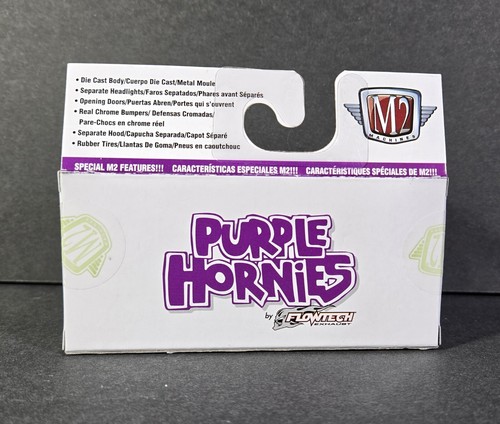 • Die Cast Body/Cuerpo Die Cast/Metal Moule
• Separate Headlights/Faros Sepatados/Phares avant Séparés
• Opening Doors/Puertas Abren/Portes qui s'ouvrent
• Real Chrome Bumpers/ Defensas Cromadas/
Pare-Chocs en chrome réel
• Separate Hood/Capucha Separada/Capot Séparé
• Rubber Tires/Llantas De Goma/Pneus en caoutchouc
M2
MACHINES
SPECIAL M2 FEATURES!!! CARACTERÍSTICAS ESPECIALES M2!!! CARACTÉRISTIQUES SPÉCIALES DE M2!!!
PURPLE
HORNIES
by FLOWTECH
EXHAUST